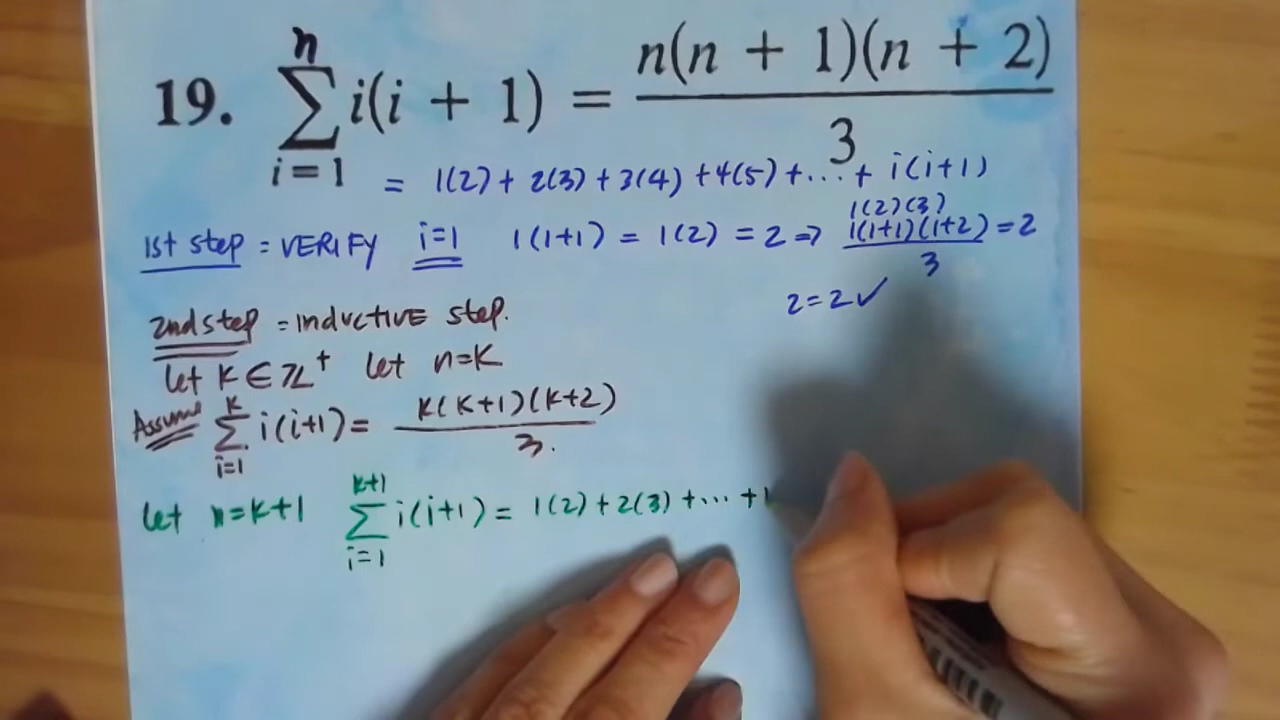 19. n∑i=1 i(i + 1) = n(n + 1)(n + 2)/3
= 1(2) + 2(3) + 3(4) + 4(5) + ... + i(i+1)
1(2)(3)
1st step = VERIFY i=1 1(1+1) = 1(2) = 2 => 1(1+1)(1+2)/3 = 2
2=2 ✓
2nd step = INDUCTIVE step.
Let K ∈ ℤ⁺ Let n=K
Assume K∑i=1 i(i+1) = K(K+1)(K+2)/3.
Let n=K+1 K+1∑i=1 i(i+1) = 1(2) + 2(3) + ... +